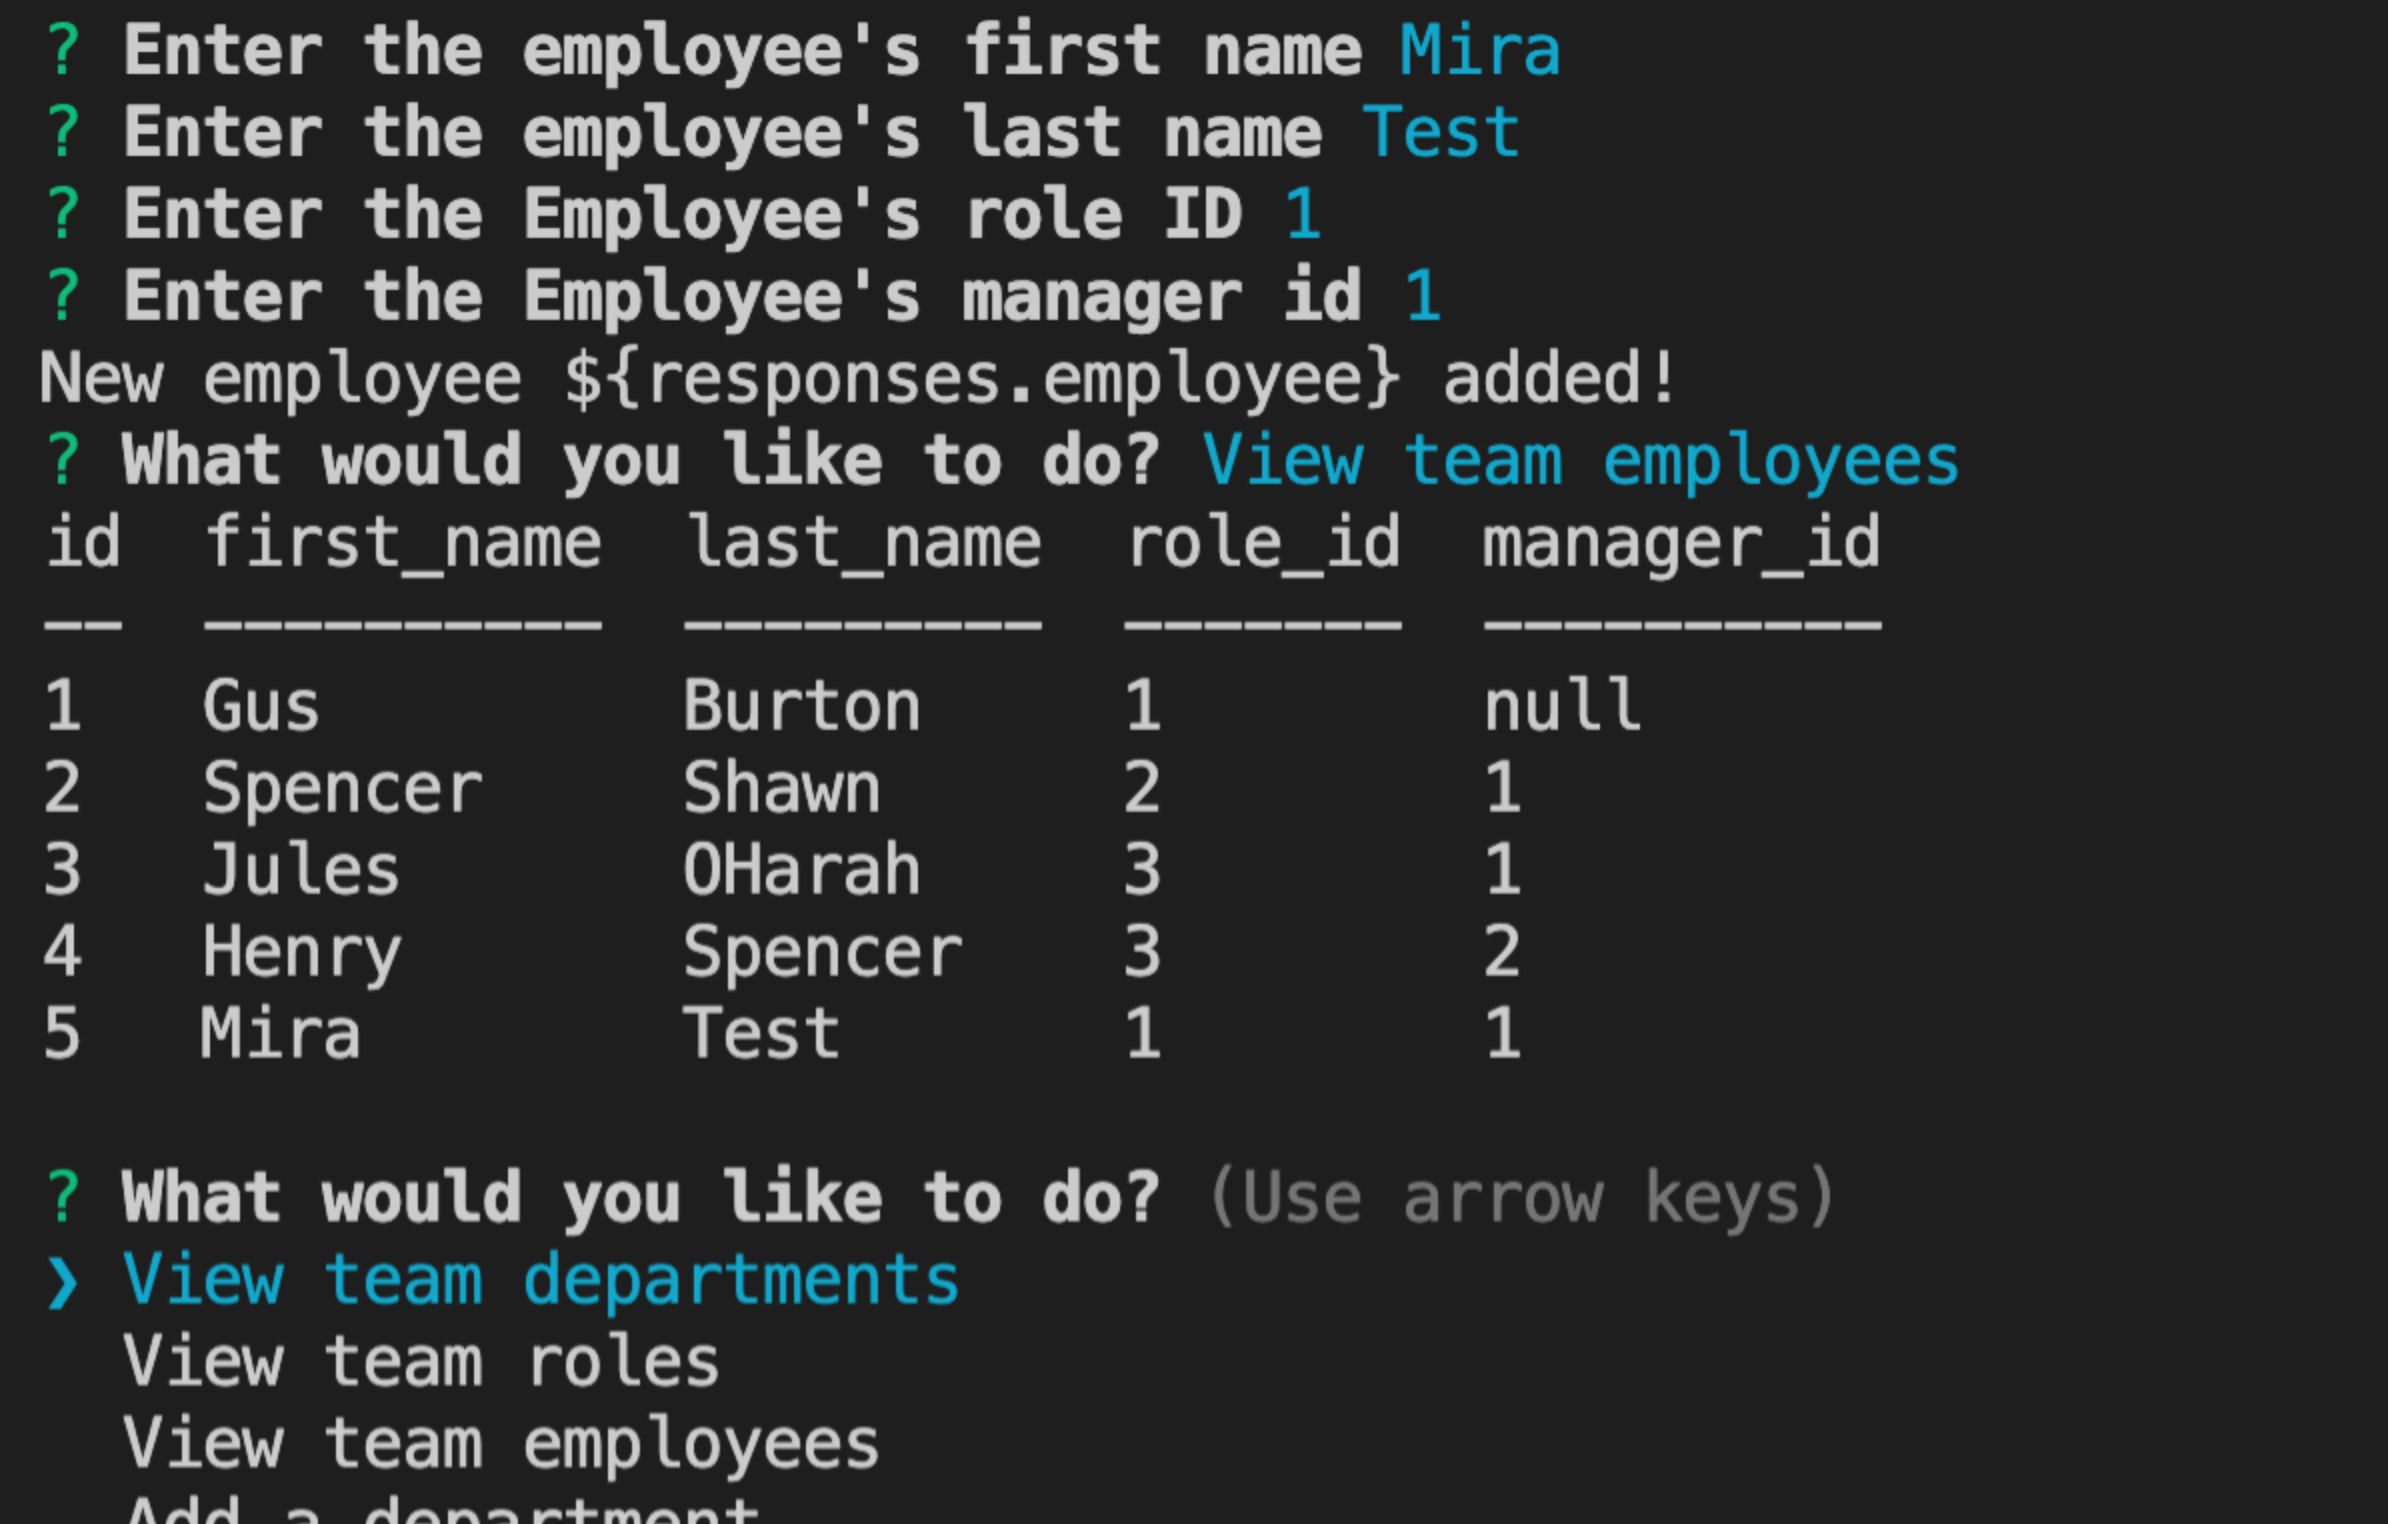 ? Enter the employee's first name Mira
? Enter the employee's last name Test
? Enter the Employee's role ID 1
? Enter the Employee's manager id 1
New employee ${responses.employee} added!
? What would you like to do? View team employees
id  first_name  last_name  role_id  manager_id
--  ----------  ---------  -------  ----------
1   Gus         Burton     1        null
2   Spencer     Shawn      2        1
3   Jules       OHarah     3        1
4   Henry       Spencer    3        2
5   Mira        Test       1        1
? What would you like to do? (Use arrow keys)
❯ View team departments
View team roles
View team employees
Add a department